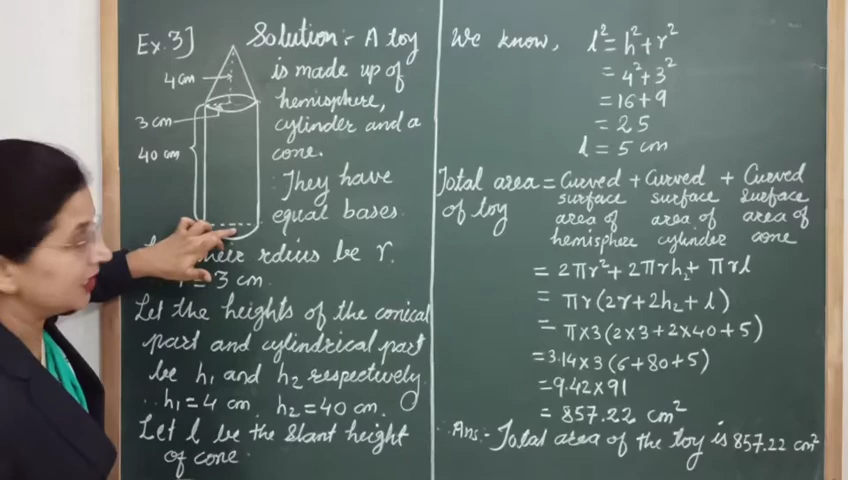 Ex. 3]
Solution :- A toy
is made up of
hemisphere,
cylinder and a
cone.
They have
equal bases.
4 cm
3 cm
40 cm
radius be r.
= 3 cm.
Let the heights of the conical
part and cylindrical part
be h₁ and h₂ respectively.
∴ h₁ = 4 cm, h₂ = 40 cm.
Let l be the slant height
of cone.
We know, l² = h² + r²
= 4² + 3²
= 16 + 9
= 25
l = 5 cm
Total area of toy = Curved surface area of hemisphere + Curved surface area of cylinder + Curved surface area of cone
= 2πr² + 2πrh₂ + πrl
= πr(2r + 2h₂ + l)
= π×3(2×3 + 2×40 + 5)
= 3.14×3(6 + 80 + 5)
= 9.42 × 91
= 857.22 cm²
∴ Ans.- Total area of the toy is 857.22 cm²